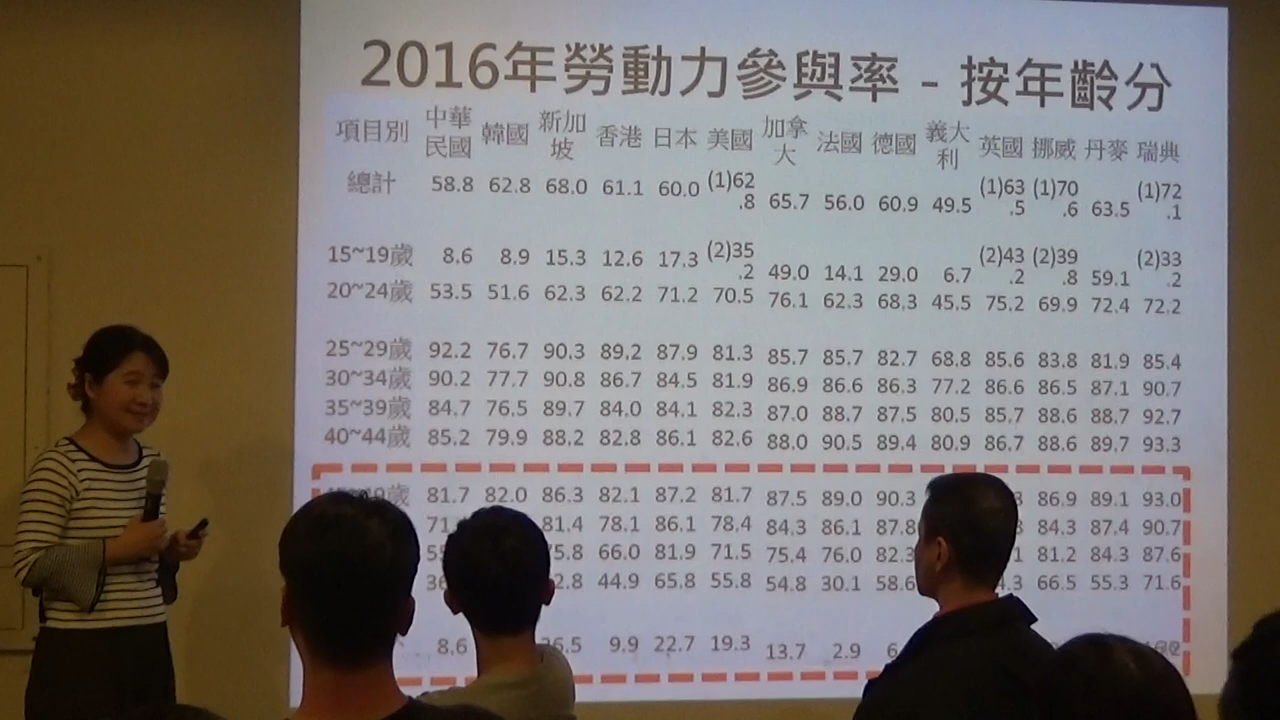 2016年勞動力參與率 - 按年齡分
項目別 中華民國 韓國 新加坡 香港 日本 美國 加拿大 法國 德國 義大利 英國 挪威 丹麥 瑞典
總計 58.8 62.8 68.0 61.1 60.0 (1)62.8 65.7 56.0 60.9 49.5 (1)63.5 (1)70.6 63.5 (1)72.1
15~19歲 8.6 8.9 15.3 12.6 17.3 (2)35.2 49.0 14.1 29.0 6.7 (2)43.2 (2)39.8 59.1 (2)33.2
20~24歲 53.5 51.6 62.3 62.2 71.2 70.5 76.1 62.3 68.3 45.5 75.2 69.9 72.4 72.2
25~29歲 92.2 76.7 90.3 89.2 87.9 81.3 85.7 85.7 82.7 68.8 85.6 83.8 81.9 85.4
30~34歲 90.2 77.7 90.8 86.7 84.5 81.9 86.9 86.6 86.3 77.2 86.6 86.5 87.1 90.7
35~39歲 84.7 76.5 89.7 84.0 84.1 82.3 87.0 88.7 87.5 80.5 85.7 88.6 88.7 92.7
40~44歲 85.2 79.9 88.2 82.8 86.1 82.6 88.0 90.5 89.4 80.9 86.7 88.6 89.7 93.3
81.7 82.0 86.3 82.1 87.2 81.7 87.5 89.0 90.3 86.9 89.1 93.0
81.4 78.1 86.1 78.4 84.3 86.1 87.8 84.3 87.4 90.7
66.0 81.9 71.5 75.4 76.0 82.3 81.2 84.3 87.6
44.9 65.8 55.8 54.8 30.1 58.6 66.5 55.3 71.6
8.6 9.9 22.7 19.3 13.7 2.9